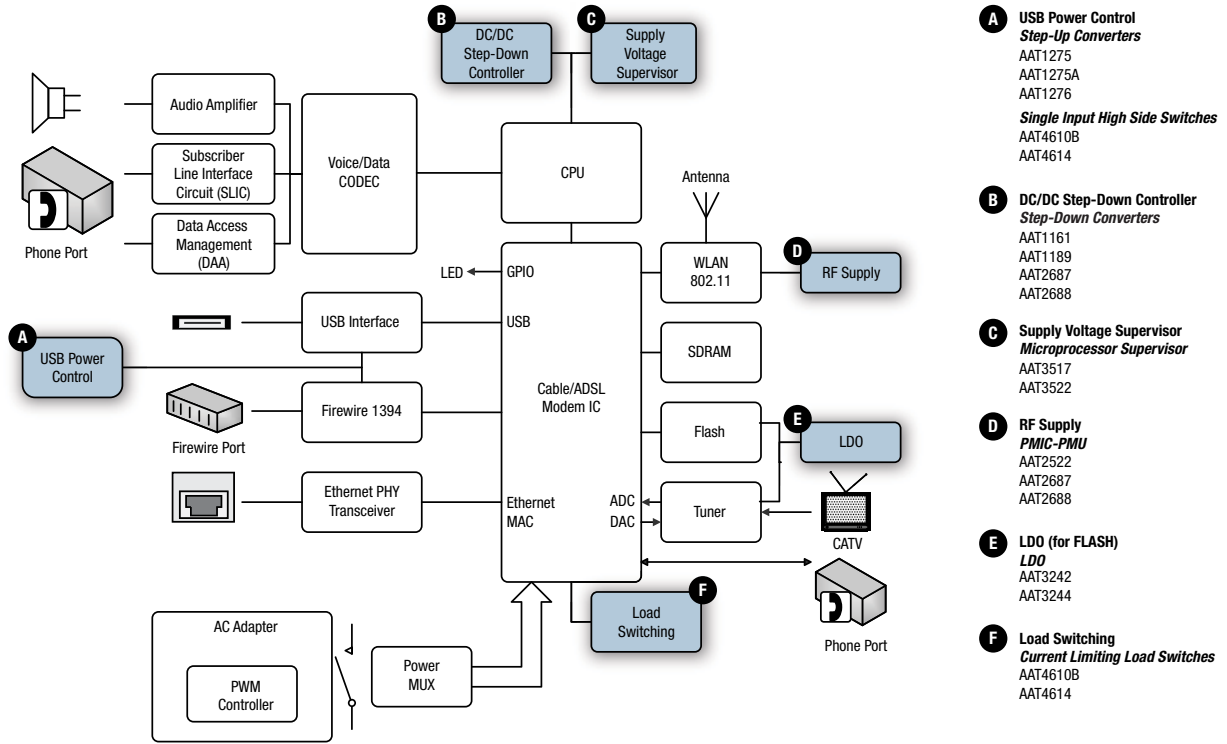 B
DC/DC
Step-Down
Controller
C
Supply
Voltage
Supervisor
Audio Amplifier
Subscriber
Line Interface
Circuit (SLIC)
Data Access
Management
(DAA)
Phone Port
Voice/Data
CODEC
CPU
Antenna
LED
GPIO
WLAN
802.11
D
RF Supply
USB Interface
USB
A
USB Power
Control
SDRAM
Cable/ADSL
Modem IC
Firewire 1394
Firewire Port
Flash
E
LDO
Ethernet PHY
Transceiver
Ethernet
MAC
ADC
DAC
Tuner
CATV
F
Load
Switching
Phone Port
AC Adapter
PWM
Controller
Power
MUX
A USB Power Control
Step-Up Converters
AAT1275
AAT1275A
AAT1276
Single Input High Side Switches
AAT4610B
AAT4614
B DC/DC Step-Down Controller
Step-Down Converters
AAT1161
AAT1189
AAT2687
AAT2688
C Supply Voltage Supervisor
Microprocessor Supervisor
AAT3517
AAT3522
D RF Supply
PMIC-PMU
AAT2522
AAT2687
AAT2688
E LDO (for FLASH)
LDO
AAT3242
AAT3244
F Load Switching
Current Limiting Load Switches
AAT4610B
AAT4614